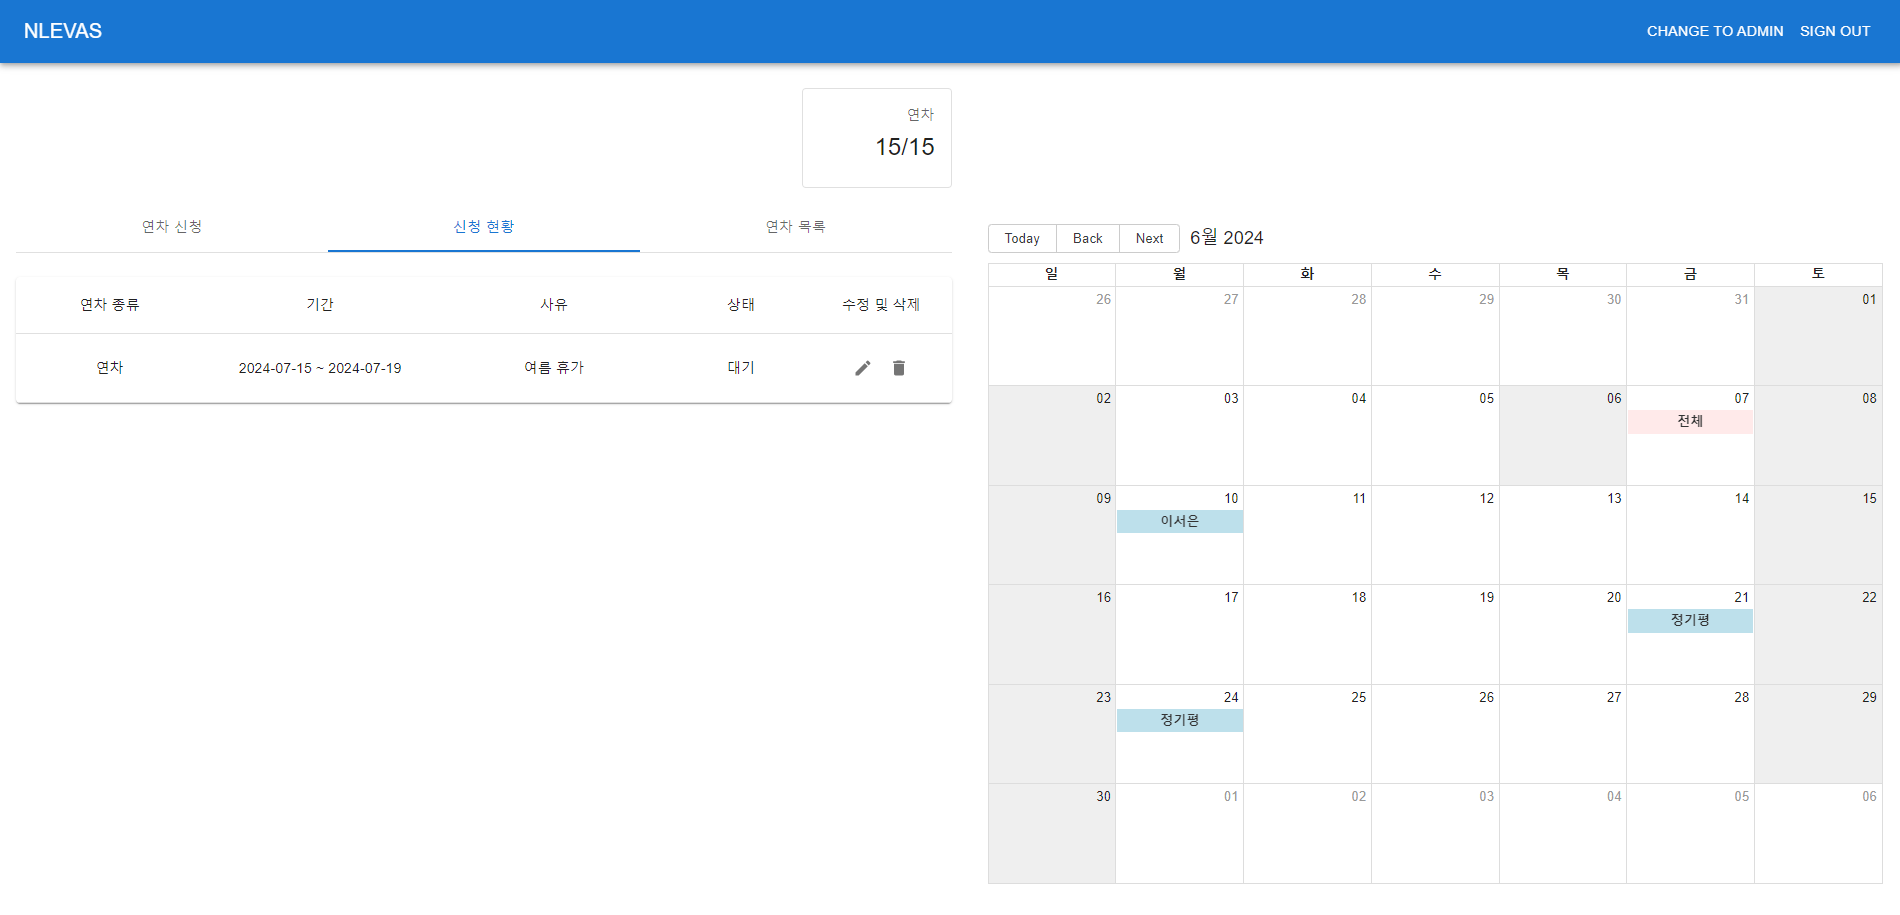 NLEVAS
CHANGE TO ADMIN SIGN OUT
연차
15/15
연차 신청 신청 현황 연차 목록
연차 종류 기간 사유 상태 수정 및 삭제
연차 2024-07-15 ~ 2024-07-19 여름 휴가 대기
Today Back Next 6월 2024
일 월 화 수 목 금 토
26 27 28 29 30 31 01
02 03 04 05 06 07 08
전체
09 10 11 12 13 14 15
이서은
16 17 18 19 20 21 22
정기평
23 24 25 26 27 28 29
정기평
30 01 02 03 04 05 06